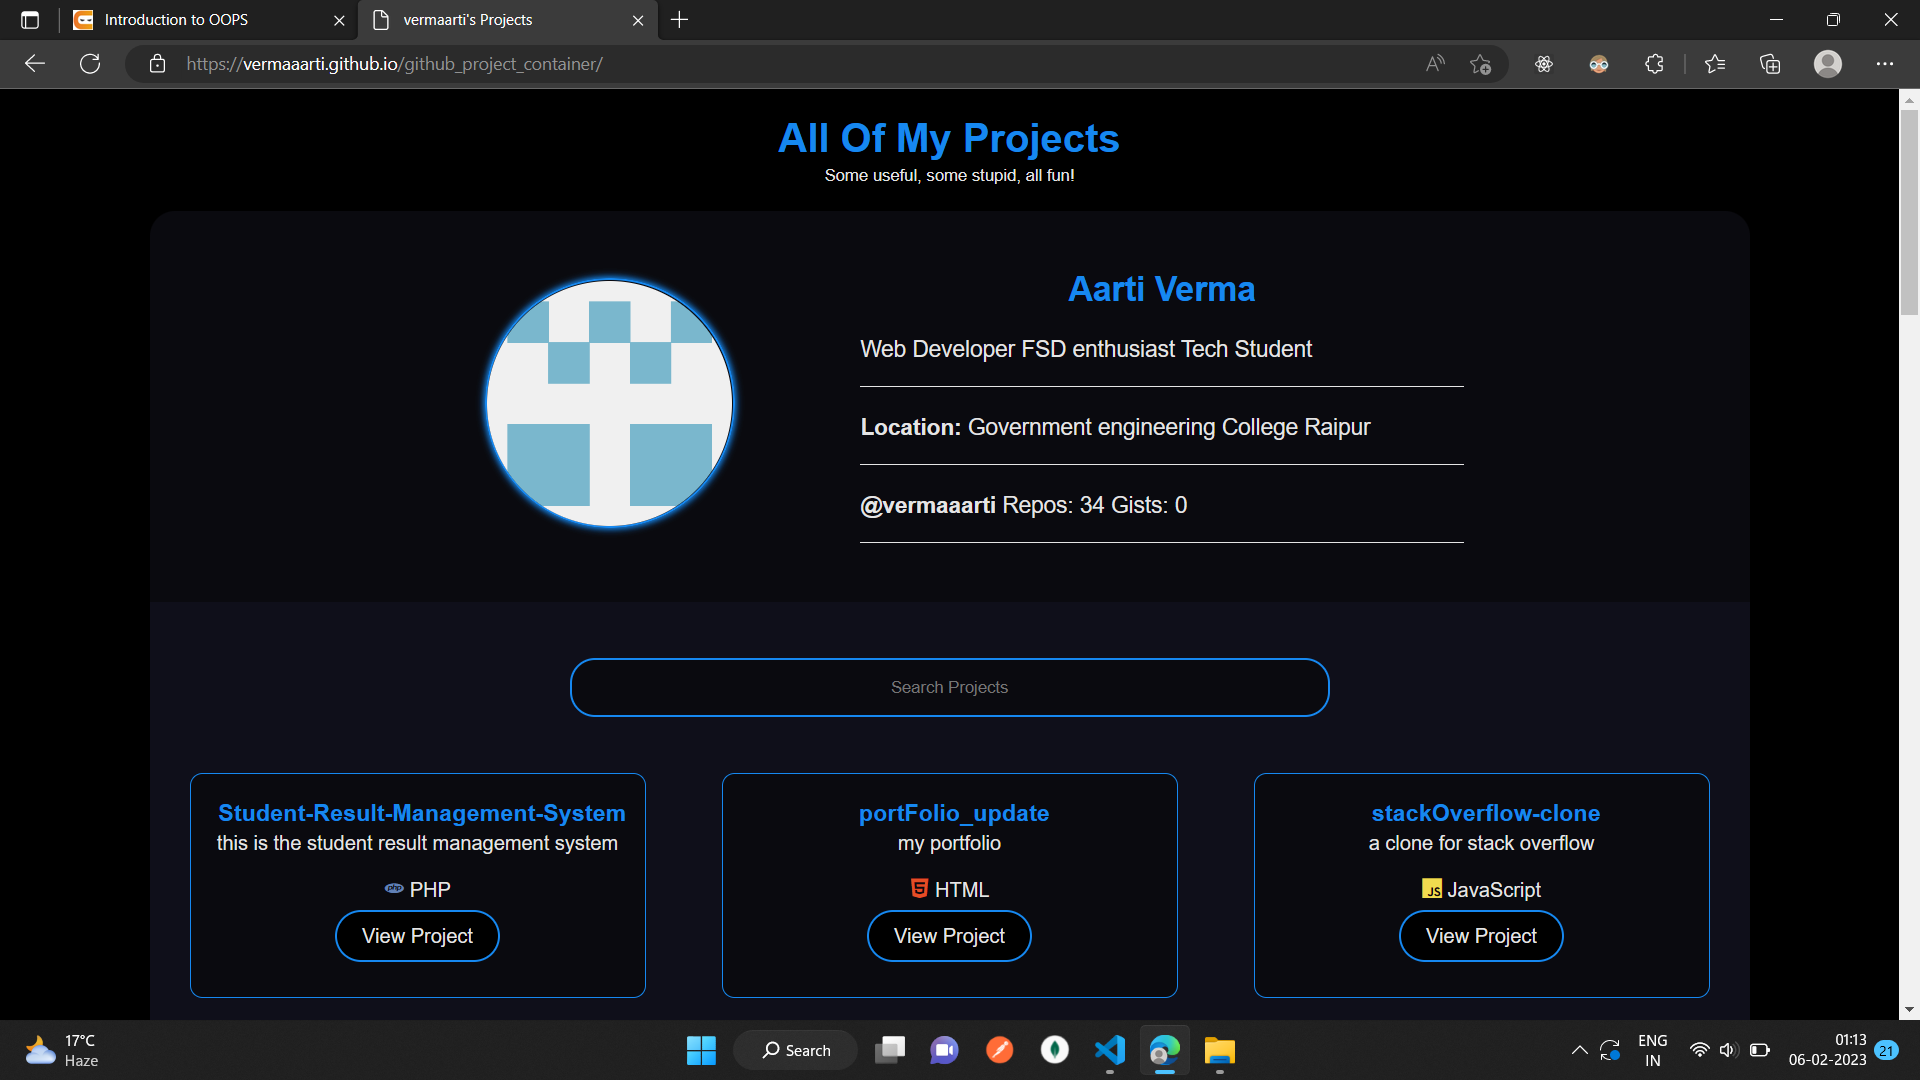 Introduction to OOPS
vermaarti's Projects
https://vermaaarti.github.io/github_project_container/
All Of My Projects
Some useful, some stupid, all fun!
Aarti Verma
Web Developer FSD enthusiast Tech Student
Location: Government engineering College Raipur
@vermaaarti Repos: 34 Gists: 0
Search Projects
Student-Result-Management-System
this is the student result management system
php PHP
View Project
portFolio_update
my portfolio
5 HTML
View Project
stackOverflow-clone
a clone for stack overflow
JS JavaScript
View Project
17°C
Haze
Search
ENG
IN
01:13
06-02-2023
21